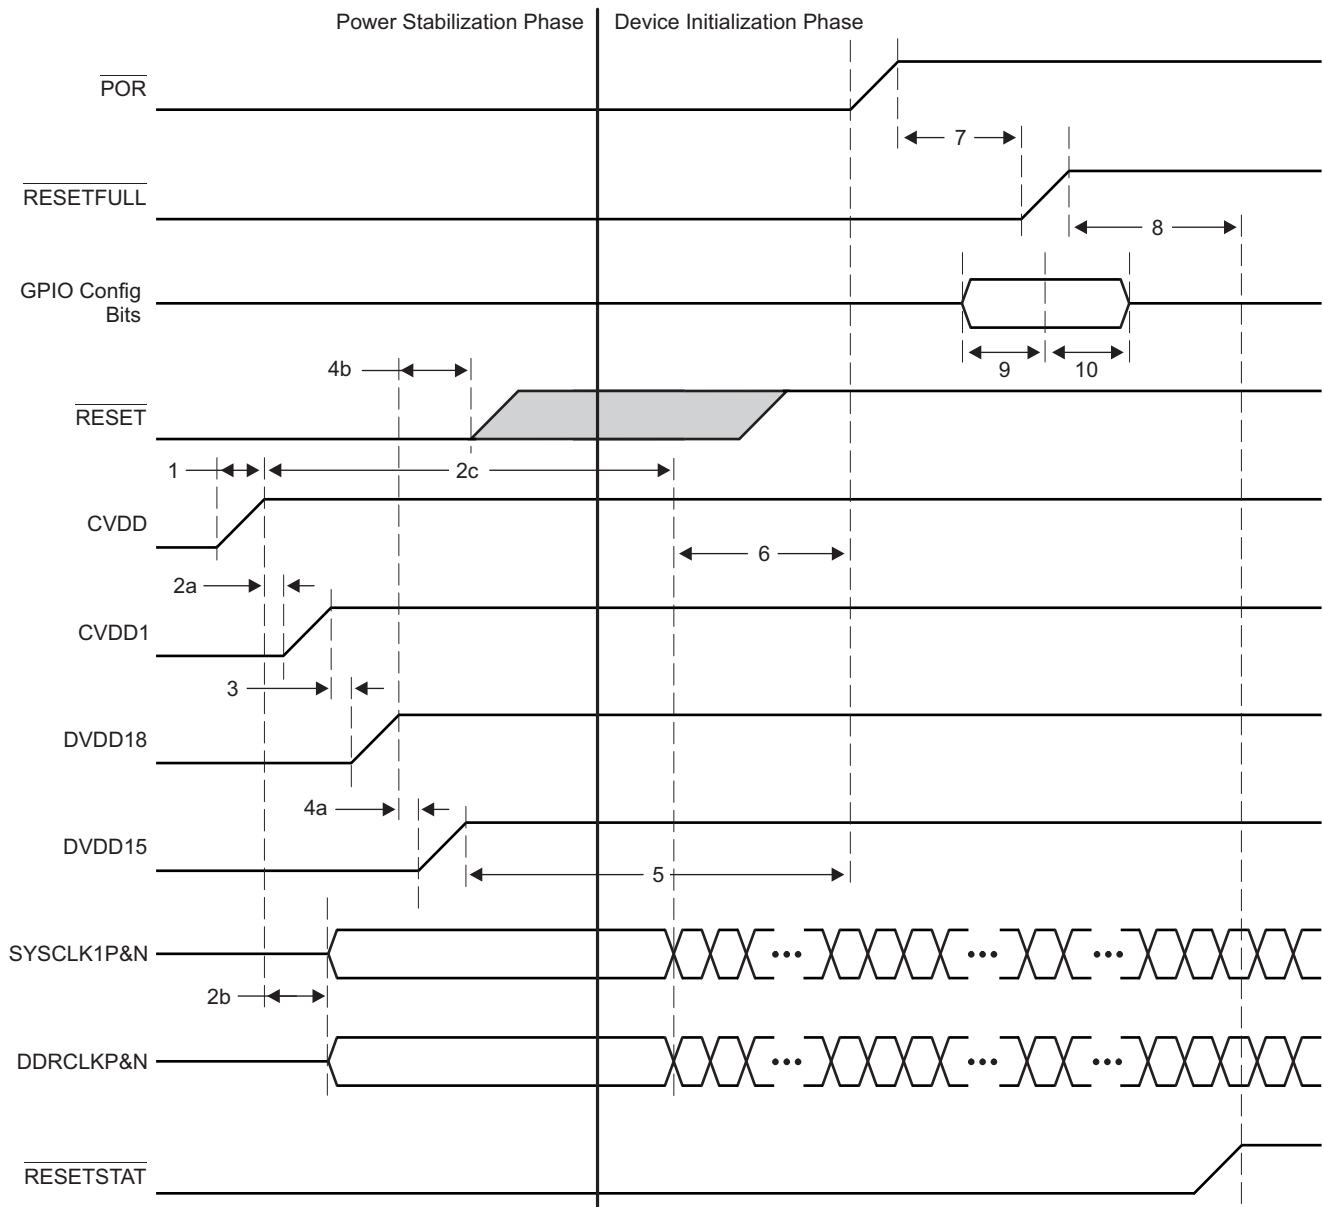 Power Stabilization Phase
Device Initialization Phase
POR
7
RESETFULL
8
GPIO Config
Bits
9
10
4b
RESET
1
2c
CVDD
6
2a
CVDD1
3
DVDD18
4a
DVDD15
5
SYSCLK1P&N
2b
DDRCLKP&N
RESETSTAT